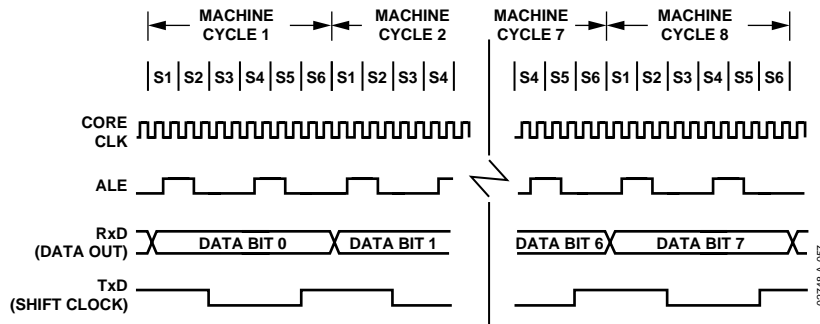 MACHINE CYCLE 1
MACHINE CYCLE 2
MACHINE CYCLE 7
MACHINE CYCLE 8
S1 S2 S3 S4 S5 S6 S1 S2 S3 S4
S4 S5 S6 S1 S2 S3 S4 S5 S6
CORE CLK
ALE
RxD (DATA OUT)
DATA BIT 0
DATA BIT 1
DATA BIT 6
DATA BIT 7
TxD (SHIFT CLOCK)